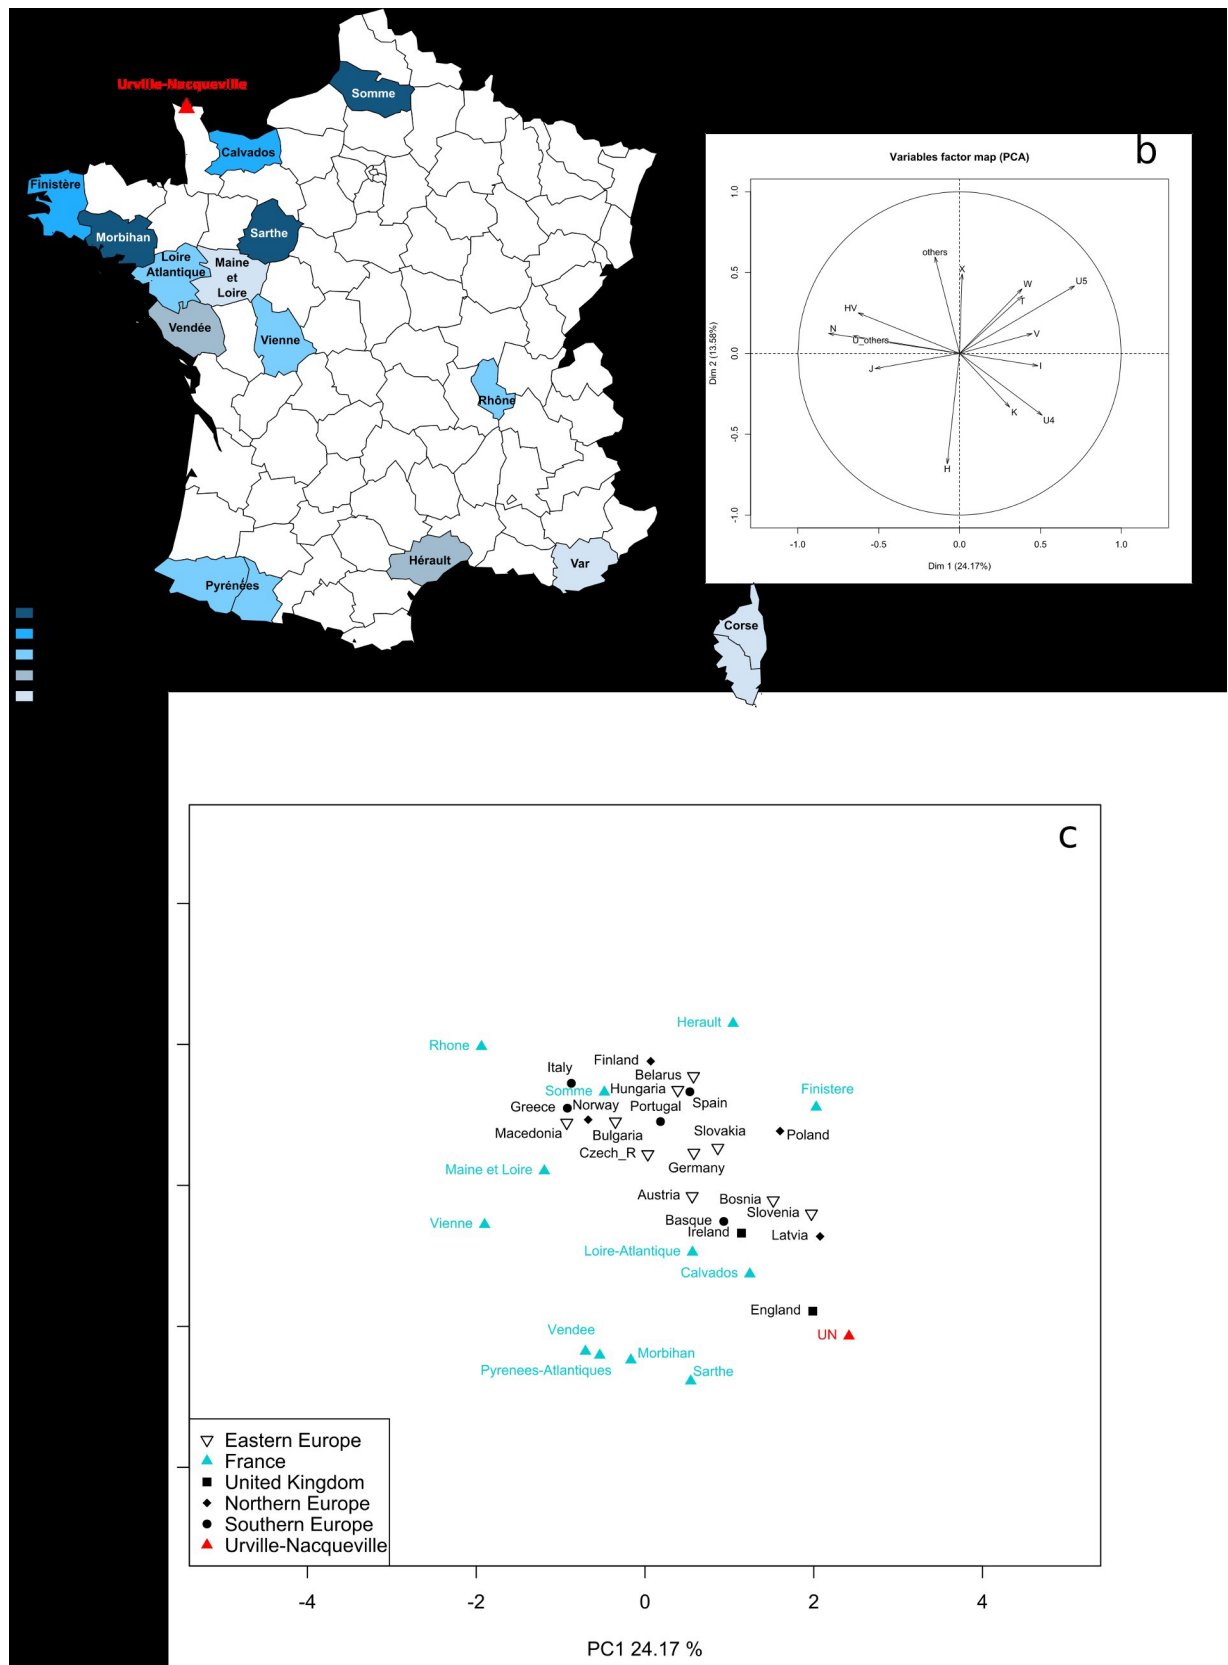 Urville-Nacqueville
Somme
Calvados
Finistère
Morbihan
Sarthe
Loire
Atlantique
Maine
et
Loire
Vendée
Vienne
Rhône
Pyrénées
Hérault
Var
Corse
b
Variables factor map (PCA)
Dim 2 (13.58%)
1.0
0.5
0.0
-0.5
-1.0
others
X
W
T
U5
HV
N
U_others
V
J
I
K
U4
H
-1.0
-0.5
0.0
0.5
1.0
Dim 1 (24.17%)
c
Herault
Rhone
Finland
Italy
Belarus
Somme
Hungaria
Finistere
Greece
Norway
Portugal
Spain
Macedonia
Bulgaria
Slovakia
Poland
Czech_R
Germany
Maine et Loire
Austria
Bosnia
Slovenia
Vienne
Basque
Ireland
Latvia
Loire-Atlantique
Calvados
England
UN
Vendee
Morbihan
Pyrenees-Atlantiques
Sarthe
Eastern Europe
France
United Kingdom
Northern Europe
Southern Europe
Urville-Nacqueville
-4
-2
0
2
4
PC1 24.17 %